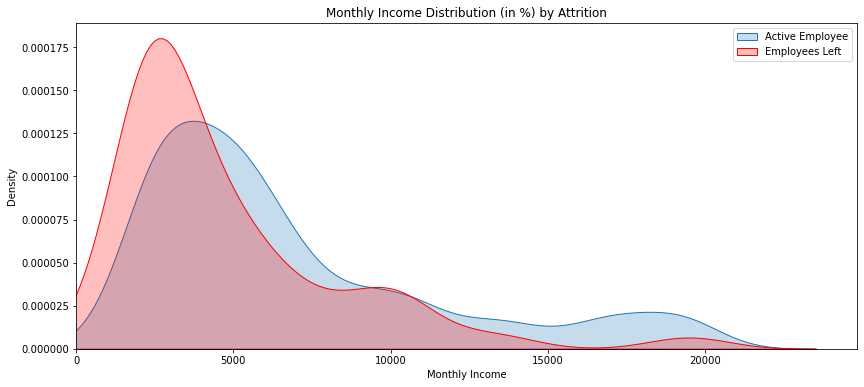 Monthly Income Distribution (in %) by Attrition
Active Employee
Employees Left
0.000175
0.000150
0.000125
0.000100
0.000075
0.000050
0.000025
0.000000
Density
0
5000
10000
15000
20000
Monthly Income